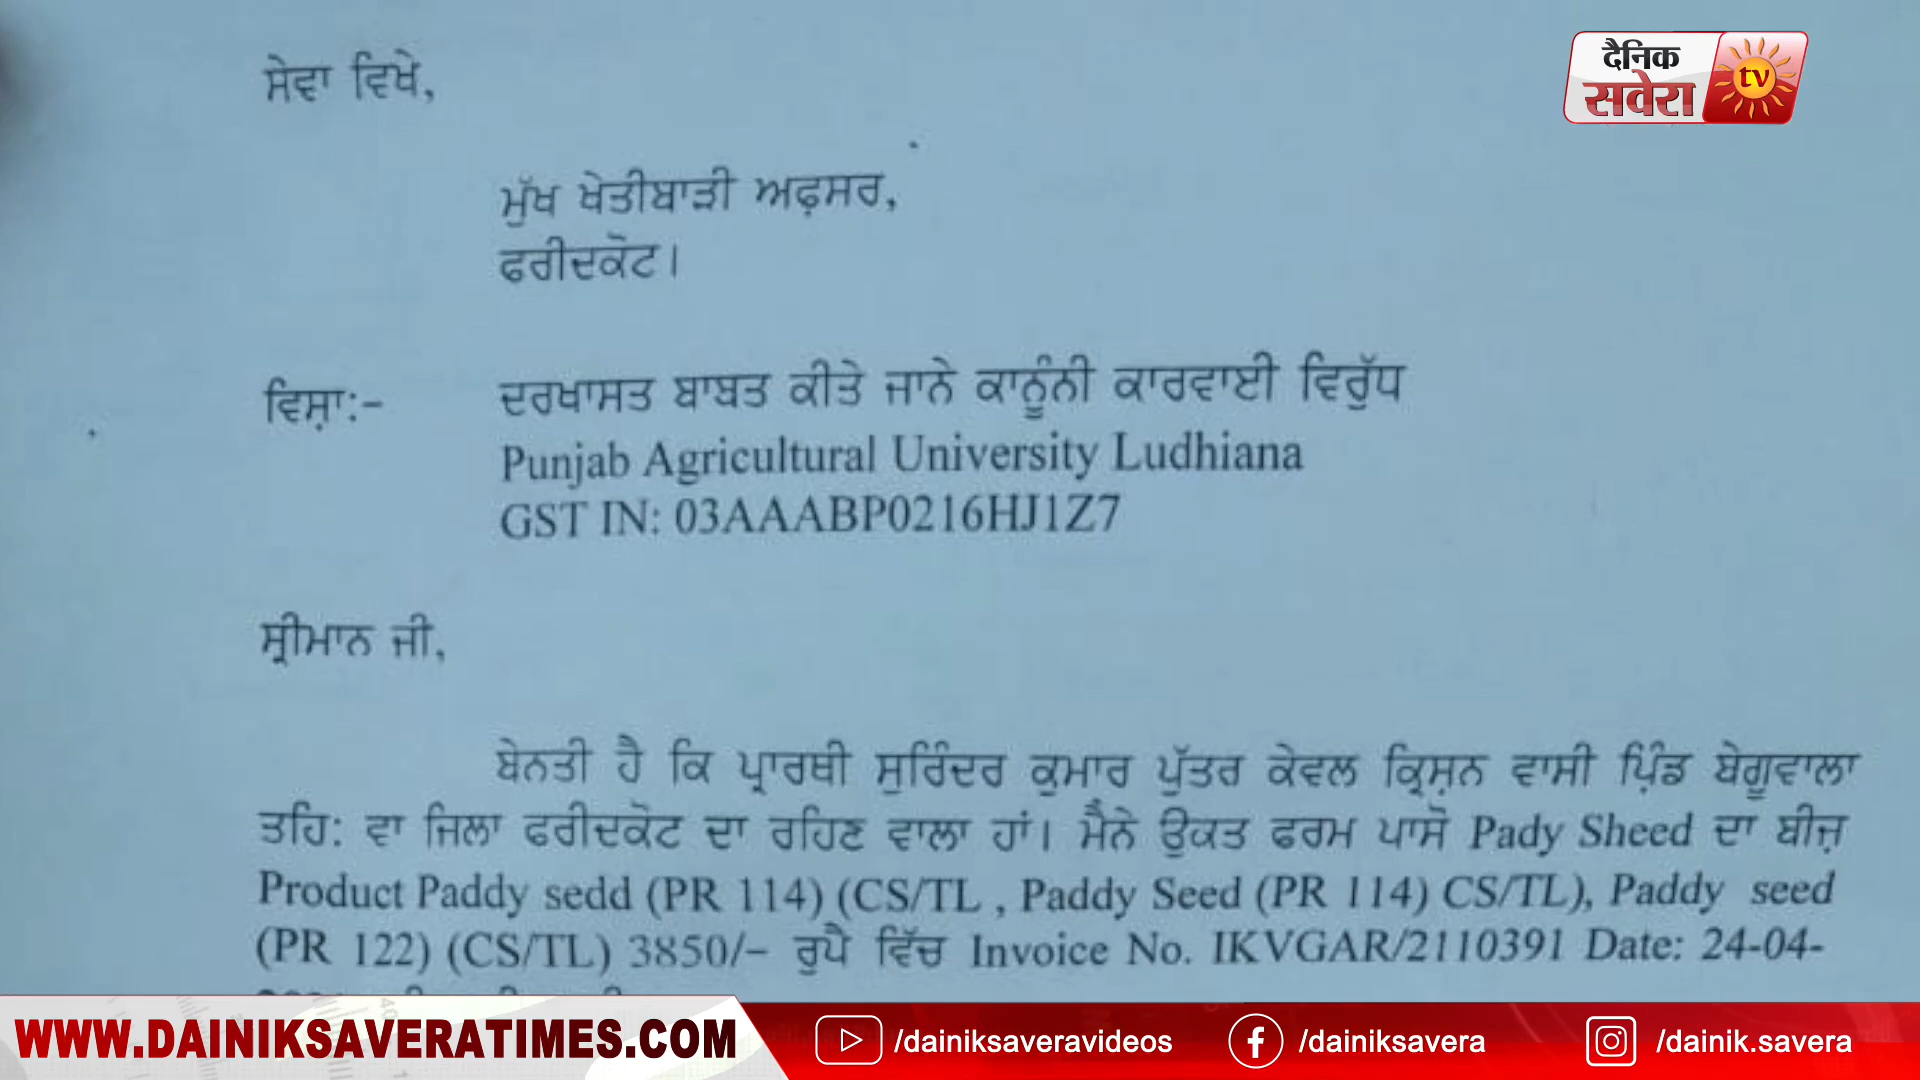 दैनिक
सवेरा
tv
ਸੇਵਾ ਵਿਖੇ,
ਮੁੱਖ ਖੇਤੀਬਾੜੀ ਅਫ਼ਸਰ,
ਫਰੀਦਕੋਟ।
ਵਿਸ਼ਾ:- ਦਰਖਾਸਤ ਬਾਬਤ ਕੀਤੇ ਜਾਨੇ ਕਾਨੂੰਨੀ ਕਾਰਵਾਈ ਵਿਰੁੱਧ
Punjab Agricultural University Ludhiana
GST IN: 03AAABP0216HJ1Z7
ਸ੍ਰੀਮਾਨ ਜੀ,
ਬੇਨਤੀ ਹੈ ਕਿ ਪ੍ਰਾਰਥੀ ਸੁਰਿੰਦਰ ਕੁਮਾਰ ਪੁੱਤਰ ਕੇਵਲ ਕ੍ਰਿਸ਼ਨ ਵਾਸੀ ਪਿੰਡ ਬੇਗੂਵਾਲਾ
ਤਹਿ: ਵਾ ਜਿਲਾ ਫਰੀਦਕੋਟ ਦਾ ਰਹਿਣ ਵਾਲਾ ਹਾਂ। ਮੈਨੇ ਉਕਤ ਫਰਮ ਪਾਸੋ Pady Sheed ਦਾ ਬੀਜ਼
Product Paddy sedd (PR 114) (CS/TL , Paddy Seed (PR 114) CS/TL), Paddy seed
(PR 122) (CS/TL) 3850/- ਰੁਪੈ ਵਿੱਚ Invoice No. IKVGAR/2110391 Date: 24-04-
WWW.DAINIKSAVERATIMES.COM /dainiksaveravideos /dainiksavera /dainik.savera